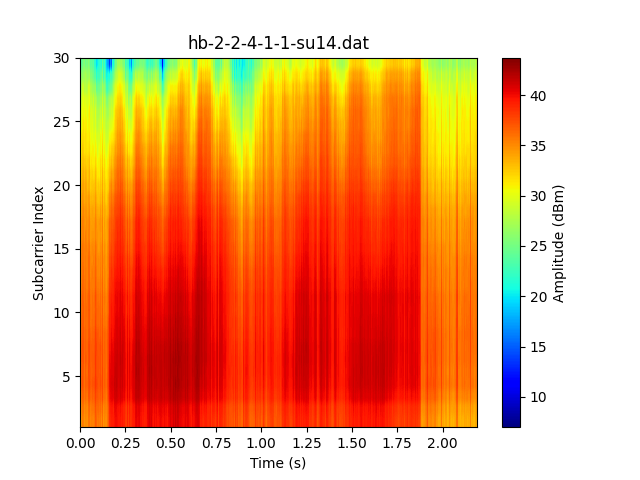 hb-2-2-4-1-1-su14.dat
30
25
20
15
10
5
Subcarrier Index
0.00 0.25 0.50 0.75 1.00 1.25 1.50 1.75 2.00
Time (s)
40
35
30
25
20
15
10
Amplitude (dBm)